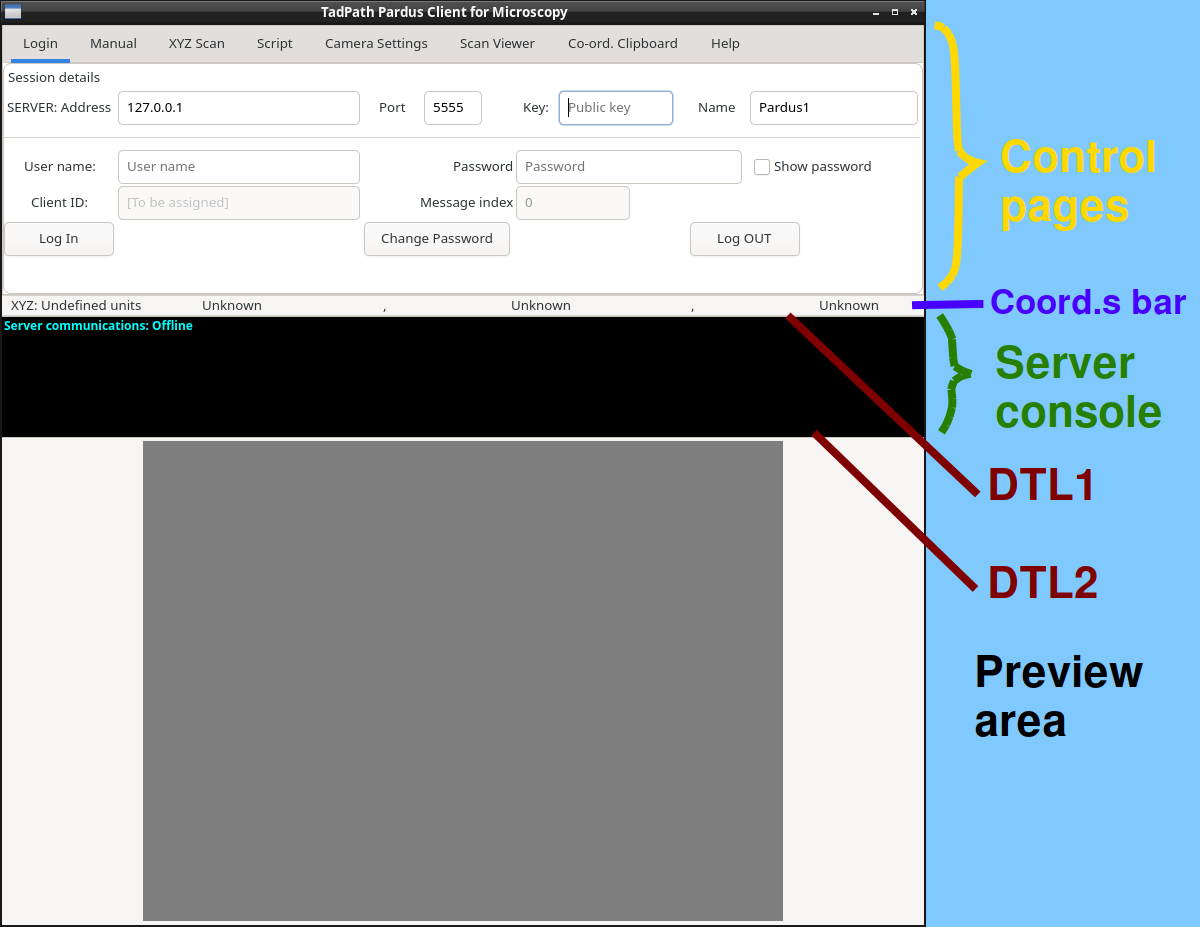 TadPath Pardus Client for Microscopy
Login Manual XYZ Scan Script Camera Settings Scan Viewer Co-ord. Clipboard Help
Session details
SERVER: Address 127.0.0.1 Port 5555 Key: Public key Name Pardus1
User name: User name Password Password Show password
Client ID: [To be assigned] Message index 0
Log In Change Password Log OUT
XYZ: Undefined units Unknown , Unknown , Unknown
Server communications: Offline
Control
pages
Coord.s bar
Server
console
DTL1
DTL2
Preview
area